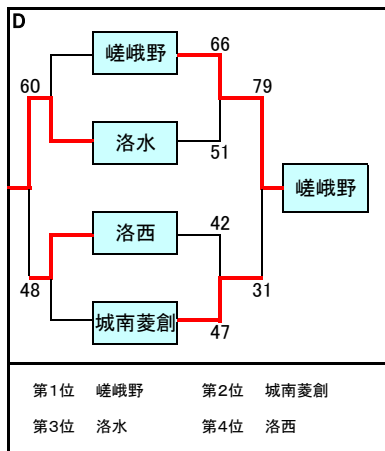 D
嵯峨野
66
60
79
洛水
51
嵯峨野
洛西
42
48
31
城南菱創
47
第1位 嵯峨野 第2位 城南菱創
第3位 洛水 第4位 洛西